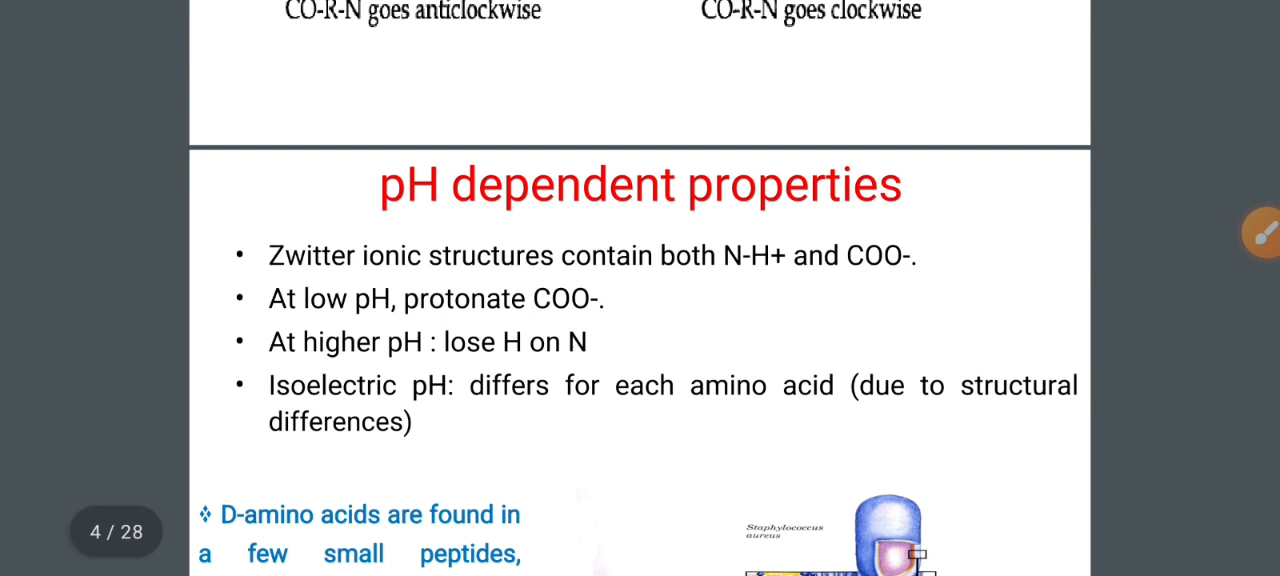 CO-R-N goes anticlockwise
CO-R-N goes clockwise
pH dependent properties
• Zwitter ionic structures contain both N-H+ and COO-.
• At low pH, protonate COO-.
• At higher pH : lose H on N
• Isoelectric pH: differs for each amino acid (due to structural
differences)
❖ D-amino acids are found in
a few small peptides,
Staphylococcus
aureus
4 / 28